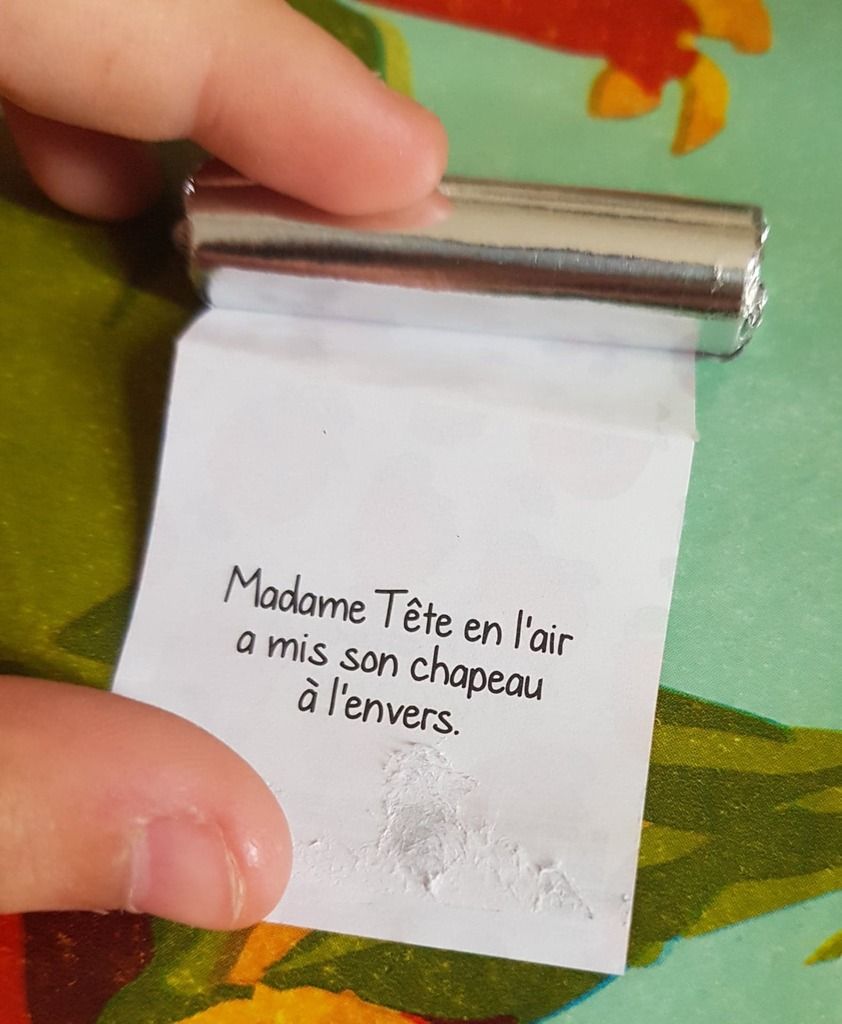 Madame Tête en l'air
a mis son chapeau
à l'envers.